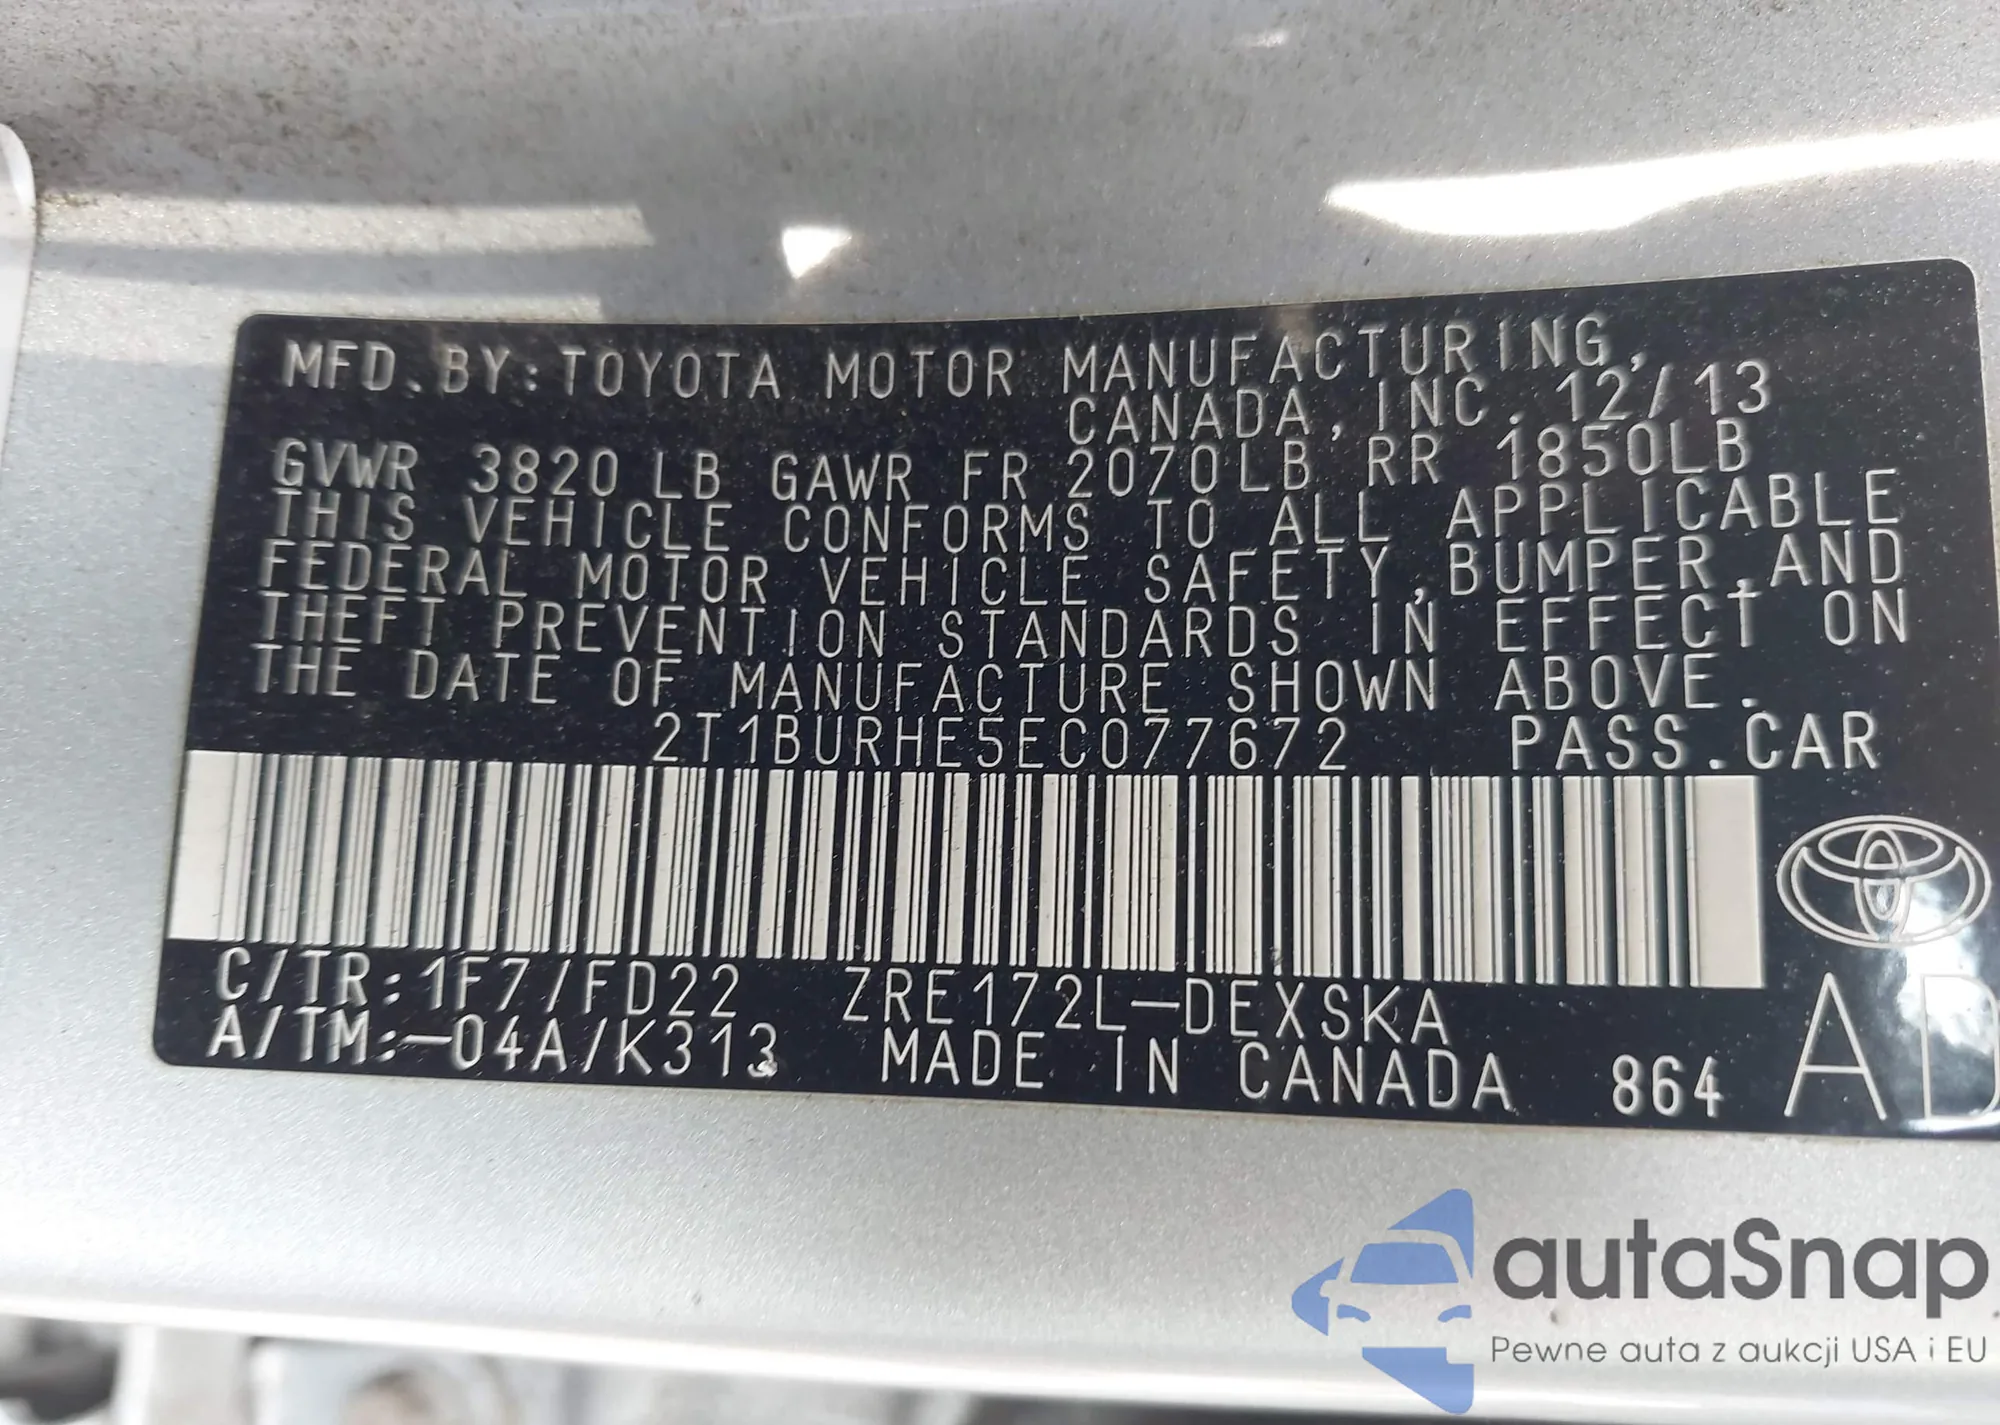 MFD.BY:TOYOTA MOTOR MANUFACTURING,
CANADA,INC.12/13
GVWR 3820LB GAWR FR 2070LB RR 1850LB
THIS VEHICLE CONFORMS TO ALL APPLICABLE
FEDERAL MOTOR VEHICLE SAFETY,BUMPER,AND
THEFT PREVENTION STANDARDS IN EFFECT ON
THE DATE OF MANUFACTURE SHOWN ABOVE.
2T1BURHE5EC077672 PASS.CAR
C/TR:1F7/FD22 ZRE172L-DEXSKA
A/TM:-04A/K313 MADE IN CANADA 864 AD
autaSnap
Pewne auta z aukcji USA i EU